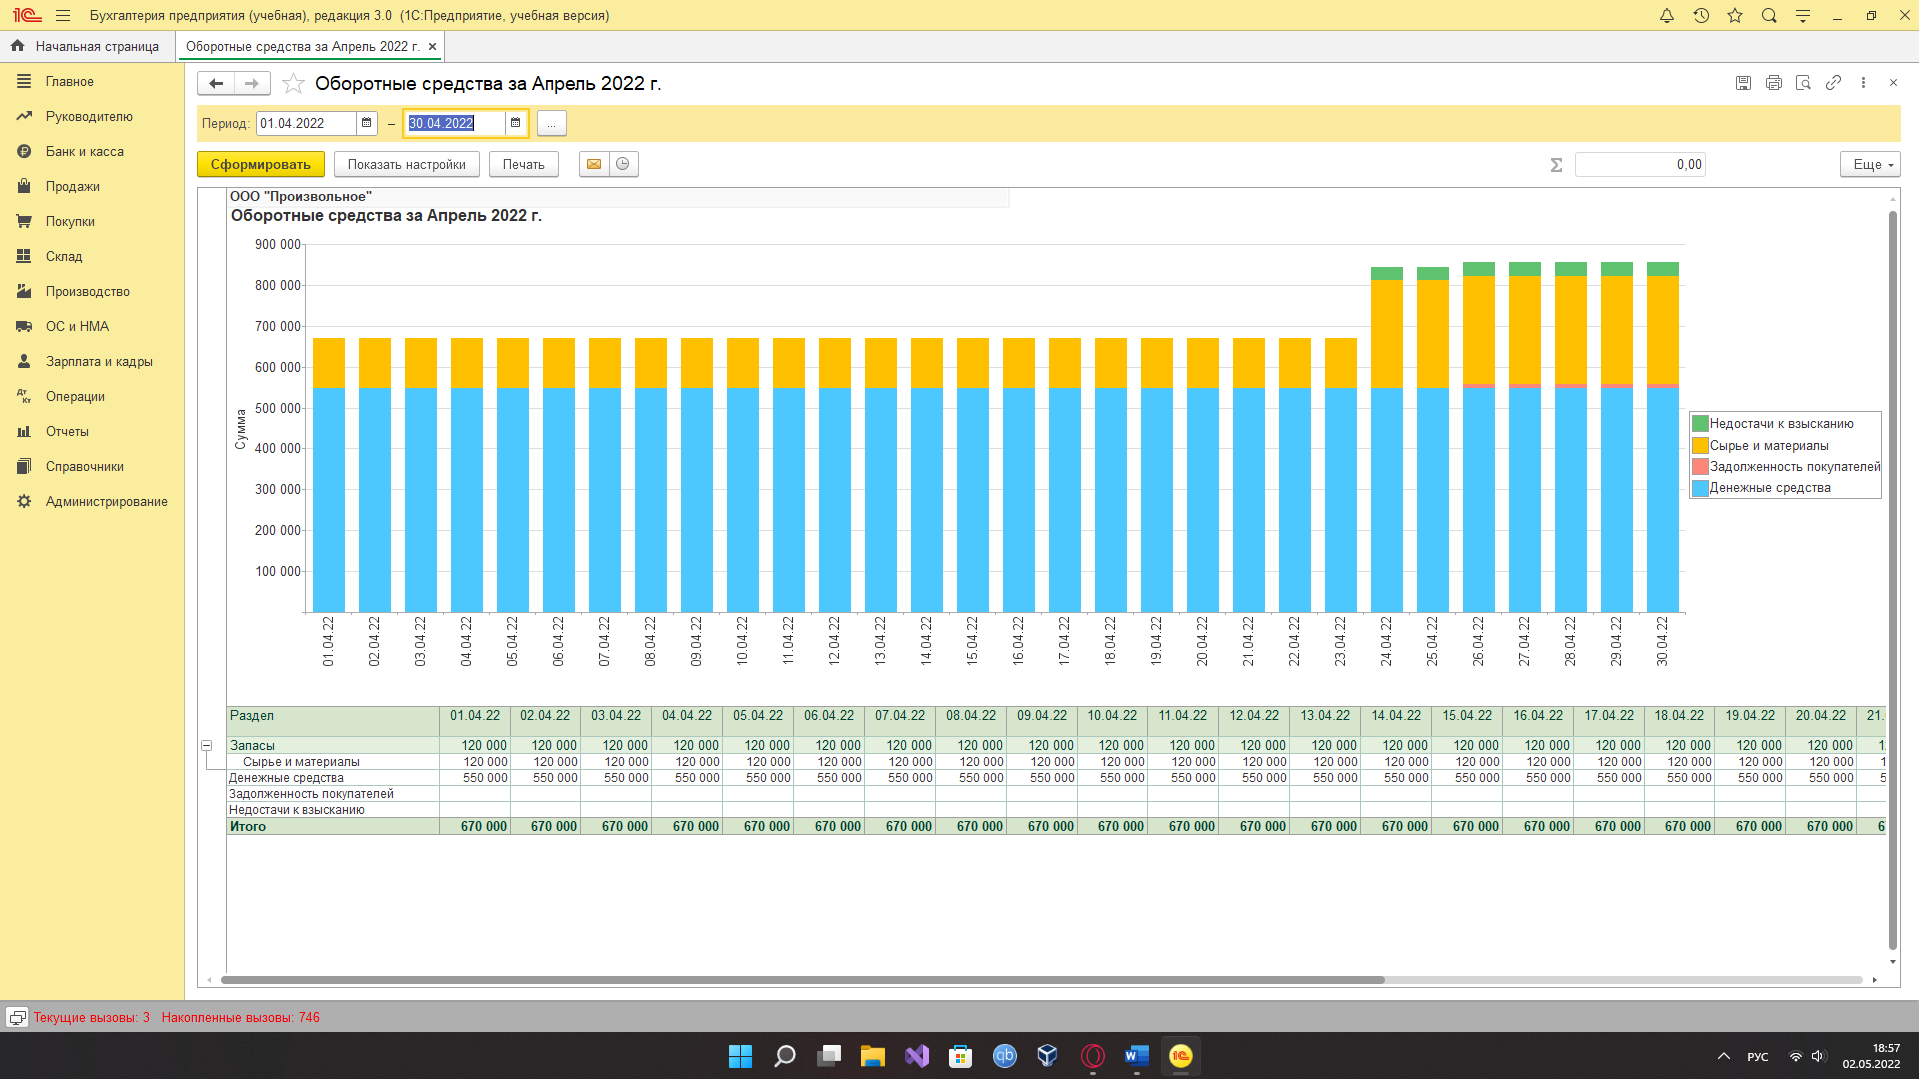 1С Бухгалтерия предприятия (учебная), редакция 3.0 (1С:Предприятие, учебная версия)
Начальная страница
Оборотные средства за Апрель 2022 г. ×
Главное
Руководителю
Банк и касса
Продажи
Покупки
Склад
Производство
ОС и НМА
Зарплата и кадры
Дт Кт Операции
Отчеты
Справочники
Администрирование
Оборотные средства за Апрель 2022 г.
Период: 01.04.2022 – 30.04.2022 ...
Сформировать Показать настройки Печать Σ 0,00 Еще
ООО "Произвольное"
Оборотные средства за Апрель 2022 г.
Сумма
900 000
800 000
700 000
600 000
500 000
400 000
300 000
200 000
100 000
01.04.22 02.04.22 03.04.22 04.04.22 05.04.22 06.04.22 07.04.22 08.04.22 09.04.22 10.04.22 11.04.22 12.04.22 13.04.22 14.04.22 15.04.22 16.04.22 17.04.22 18.04.22 19.04.22 20.04.22 21.04.22 22.04.22 23.04.22 24.04.22 25.04.22 26.04.22 27.04.22 28.04.22 29.04.22 30.04.22
Недостачи к взысканию
Сырье и материалы
Задолженность покупателей
Денежные средства
Раздел 01.04.22 02.04.22 03.04.22 04.04.22 05.04.22 06.04.22 07.04.22 08.04.22 09.04.22 10.04.22 11.04.22 12.04.22 13.04.22 14.04.22 15.04.22 16.04.22 17.04.22 18.04.22 19.04.22 20.04.22 21.
Запасы 120 000 120 000 120 000 120 000 120 000 120 000 120 000 120 000 120 000 120 000 120 000 120 000 120 000 120 000 120 000 120 000 120 000 120 000 120 000 120 000 1
Сырье и материалы 120 000 120 000 120 000 120 000 120 000 120 000 120 000 120 000 120 000 120 000 120 000 120 000 120 000 120 000 120 000 120 000 120 000 120 000 120 000 120 000 1
Денежные средства 550 000 550 000 550 000 550 000 550 000 550 000 550 000 550 000 550 000 550 000 550 000 550 000 550 000 550 000 550 000 550 000 550 000 550 000 550 000 550 000 5
Задолженность покупателей
Недостачи к взысканию
Итого 670 000 670 000 670 000 670 000 670 000 670 000 670 000 670 000 670 000 670 000 670 000 670 000 670 000 670 000 670 000 670 000 670 000 670 000 670 000 670 000 6
Текущие вызовы: 3 Накопленные вызовы: 746
qb W 1С РУС
18:57
02.05.2022